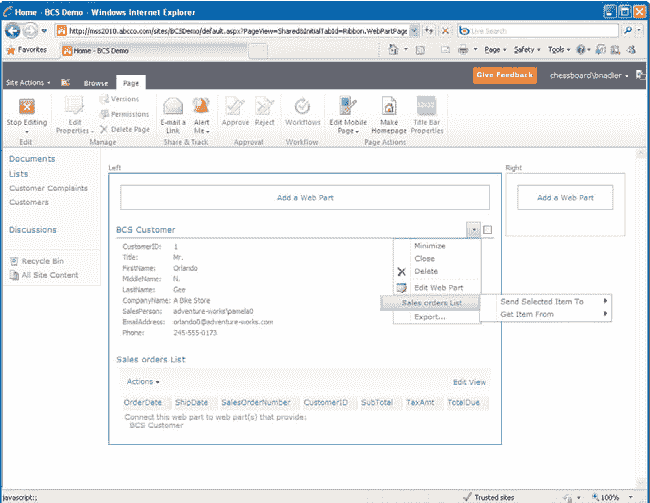 Home - BCS Demo - Windows Internet Explorer
http://mss2010.abcco.com/sites/BCSDemo/default.aspx?PageView=Shared&InitialTabId=Ribbon.WebPartPage
Live Search
Favorites
Home - BCS Demo
Page
Safety
Tools
Site Actions
Browse
Page
Give Feedback
chessboard\bnadler
Stop Editing
Edit Properties
Versions
Permissions
Delete Page
E-mail a Link
Alert Me
Approve
Reject
Workflows
Edit Mobile Page
Make Homepage
Title Bar Properties
Edit
Manage
Share & Track
Approval
Workflow
Page Actions
Documents
Lists
Customer Complaints
Customers
Discussions
Recycle Bin
All Site Content
Left
Add a Web Part
Right
Add a Web Part
BCS Customer
CustomerID: 1
Title: Mr.
FirstName: Orlando
MiddleName: N.
LastName: Gee
CompanyName: A Bike Store
SalesPerson: adventure-works\pamela0
EmailAddress: orlando0@adventure-works.com
Phone: 245-555-0173
Minimize
Close
Delete
Edit Web Part
Sales orders List
Export...
Send Selected Item To
Get Item From
Sales orders List
Actions
Edit View
OrderDate ShipDate SalesOrderNumber CustomerID SubTotal TaxAmt TotalDue
Connect this web part to web part(s) that provide:
BCS Customer
javascript:;
Trusted sites
100%